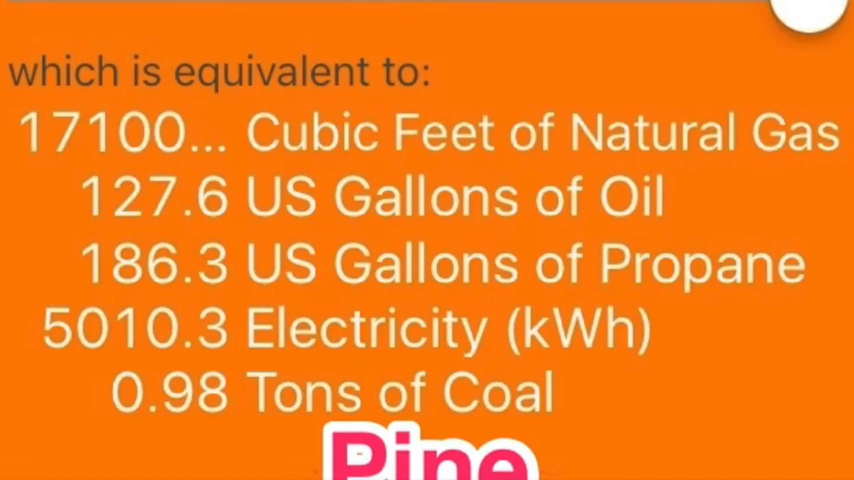 which is equivalent to:
17100... Cubic Feet of Natural Gas
127.6 US Gallons of Oil
186.3 US Gallons of Propane
5010.3 Electricity (kWh)
0.98 Tons of Coal
Pine